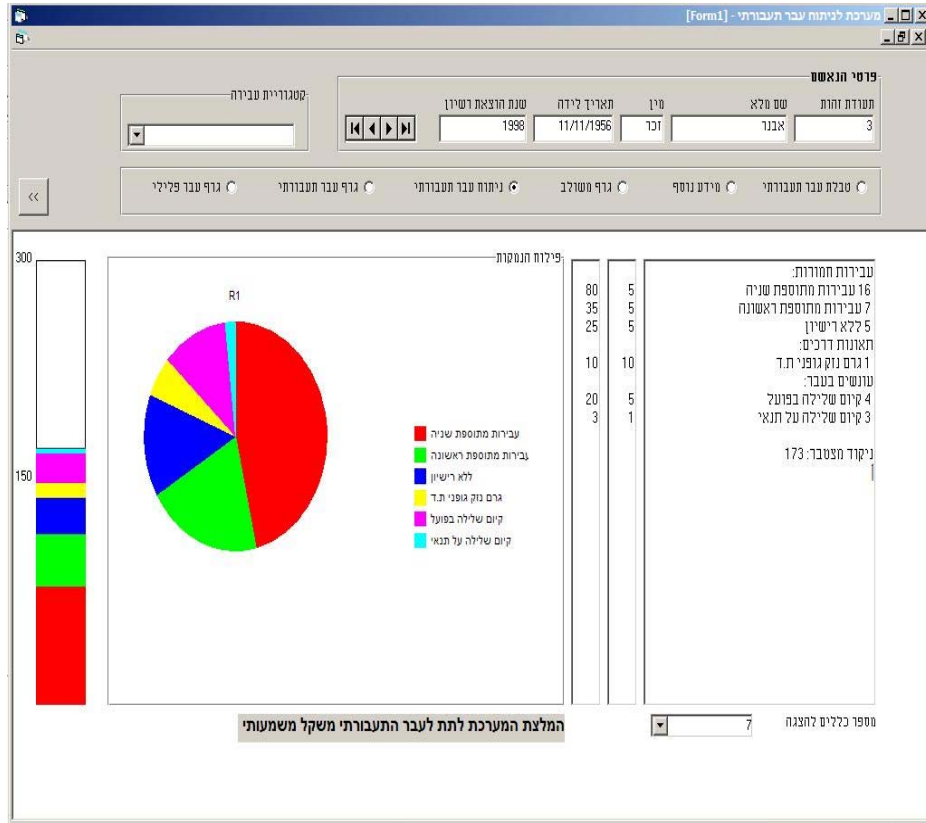 מערכת לניתוח עבר תעבורתי - [Form1]
פרטי הנאשם
תעודת זהות
שם מלא
מין
תאריך לידה
שנת הוצאת רשיון
3
אבנר
זכר
11/11/1956
1998
קטגוריית עבירה
טבלת עבר תעבורתי
מידע נוסף
גרף משולב
ניתוח עבר תעבורתי
גרף עבר תעבורתי
גרף עבר פלילי
<<
עבירות חמורות:
16 עבירות מתוספת שניה 5 80
7 עבירות מתוספת ראשונה 5 35
5 ללא רישיון 5 25
תאונות דרכים:
1 גרם נזק גופני ת.ד 10 10
עונשים בעבר:
4 קיום שלילה בפועל 5 20
3 קיום שלילה על תנאי 1 3
ניקוד מצטבר: 173
פילוח הנמקות
R1
עבירות מתוספת שניה
עבירות מתוספת ראשונה
ללא רישיון
גרם נזק גופני ת.ד
קיום שלילה בפועל
קיום שלילה על תנאי
300
150
מספר כללים להצגה
7
המלצת המערכת לתת לעבר התעבורתי משקל משמעותי